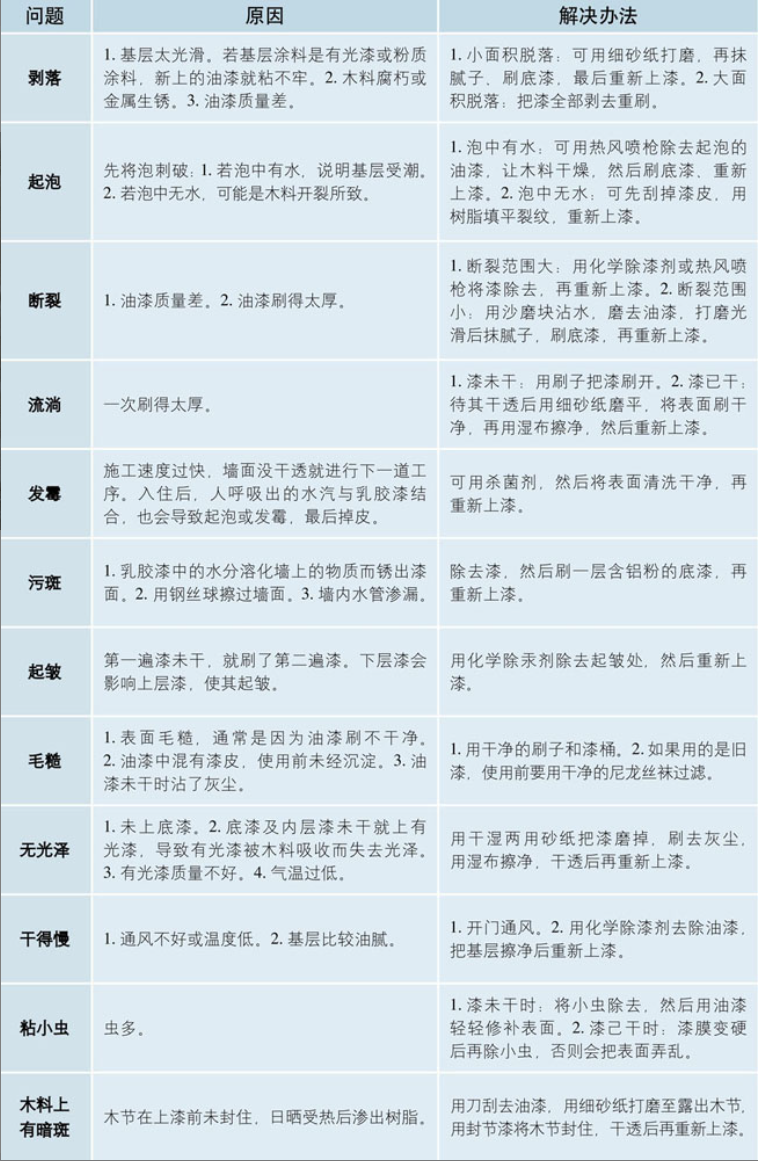 问题 原因 解决办法
剥落
1. 基层太光滑。若基层涂料是有光漆或粉质
涂料，新上的油漆就粘不牢。2. 木料腐朽或
金属生锈。3. 油漆质量差。
1. 小面积脱落：可用细砂纸打磨，再抹
腻子，刷底漆，最后重新上漆。2. 大面
积脱落：把漆全部剥去重刷。
起泡
先将泡刺破：1. 若泡中有水，说明基层受潮。
2. 若泡中无水，可能是木料开裂所致。
1. 泡中有水：可用热风喷枪除去起泡的
油漆，让木料干燥，然后刷底漆、重新
上漆。2. 泡中无水：可先刮掉漆皮，用
树脂填平裂纹，重新上漆。
断裂
1. 油漆质量差。2. 油漆刷得太厚。
1. 断裂范围大：用化学除漆剂或热风喷
枪将漆除去，再重新上漆。2. 断裂范围
小：用沙磨块沾水，磨去油漆，打磨光
滑后抹腻子，刷底漆，再重新上漆。
流淌
一次刷得太厚。
1. 漆未干：用刷子把漆刷开。2. 漆已干：
待其干透后用细砂纸磨平，将表面刷干
净，再用湿布擦净，然后重新上漆。
发霉
施工速度过快，墙面没干透就进行下一道工
序。入住后，人呼吸出的水汽与乳胶漆结
合，也会导致起泡或发霉，最后掉皮。
可用杀菌剂，然后将表面清洗干净，再
重新上漆。
污斑
1. 乳胶漆中的水分溶化墙上的物质而锈出漆
面。2. 用钢丝球擦过墙面。3. 墙内水管渗漏。
除去漆，然后刷一层含铝粉的底漆，再
重新上漆。
起皱
第一遍漆未干，就刷了第二遍漆。下层漆会
影响上层漆，使其起皱。
用化学除汞剂除去起皱处，然后重新上
漆。
毛糙
1. 表面毛糙，通常是因为油漆刷不干净。
2. 油漆中混有漆皮，使用前未经沉淀。3. 油
漆未干时沾了灰尘。
1. 用干净的刷子和漆桶。2. 如果用的是旧
漆，使用前要用干净的尼龙丝袜过滤。
无光泽
1. 未上底漆。2. 底漆及内层漆未干就上有
光漆，导致有光漆被木料吸收而失去光泽。
3. 有光漆质量不好。4. 气温过低。
用干湿两用砂纸把漆磨掉，刷去灰尘，
用湿布擦净，干透后再重新上漆。
干得慢
1. 通风不好或温度低。2. 基层比较油腻。
1. 开门通风。2. 用化学除漆剂去除油漆，
把基层擦净后重新上漆。
粘小虫
虫多。
1. 漆未干时：将小虫除去，然后用油漆
轻轻修补表面。2. 漆己干时：漆膜变硬
后再除小虫，否则会把表面弄乱。
木料上
有暗斑
木节在上漆前未封住，日晒受热后渗出树脂。
用刀刮去油漆，用细砂纸打磨至露出木节，
用封节漆将木节封住，干透后再重新上漆。